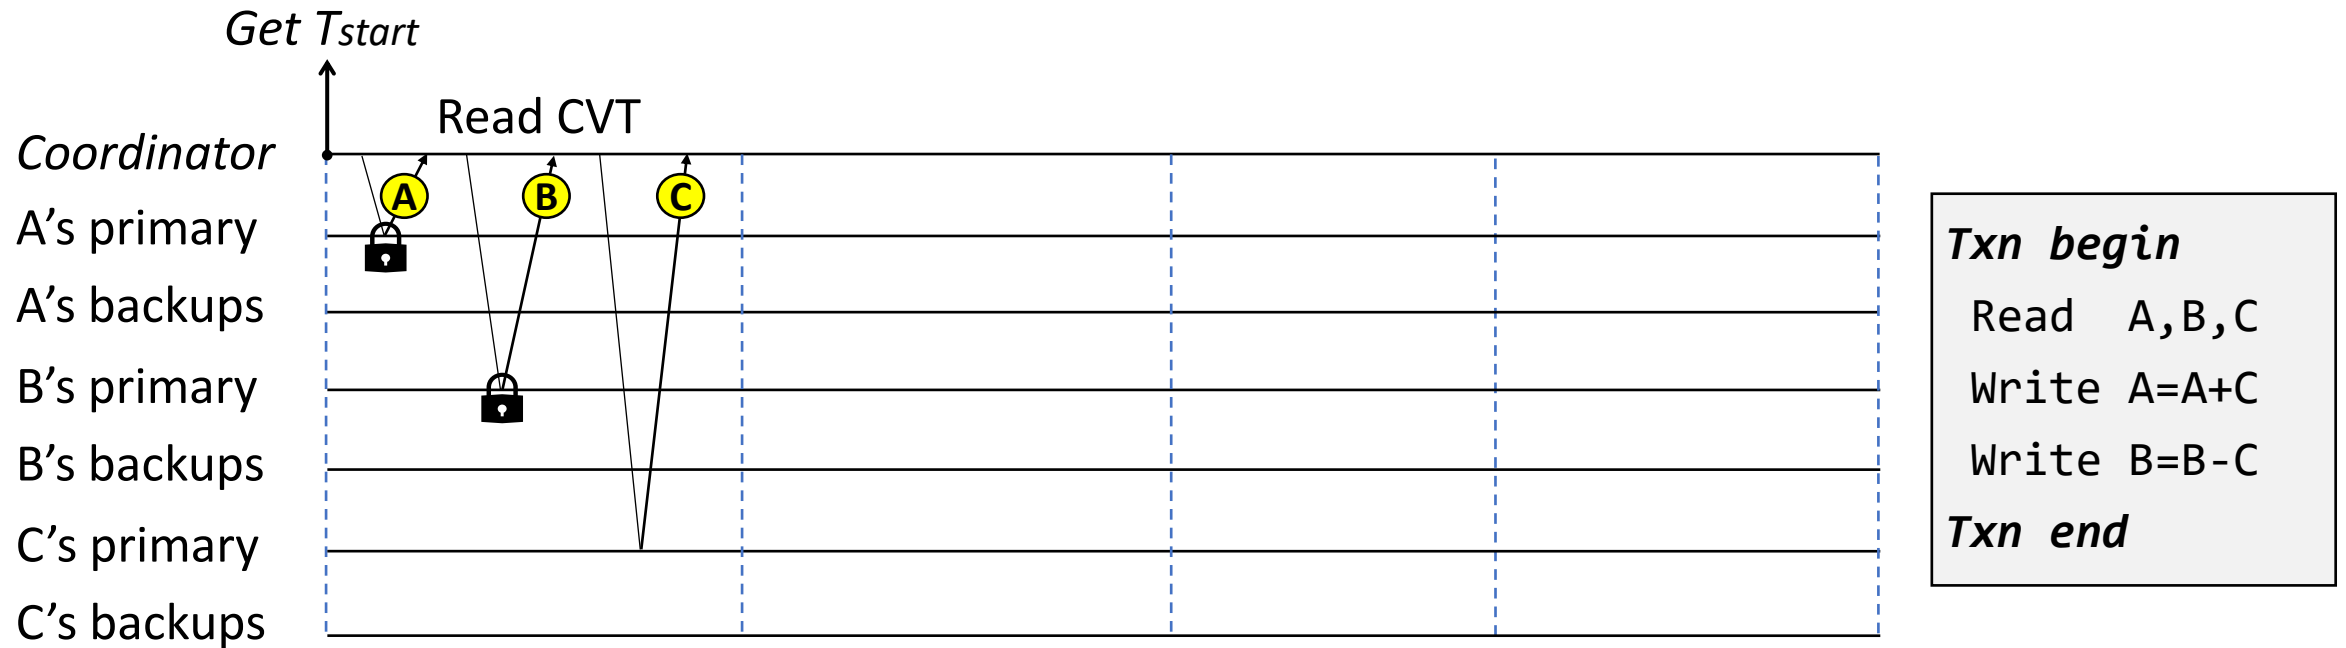 Get Tstart
Read CVT
Coordinator
A B C
A’s primary
A’s backups
B’s primary
B’s backups
C’s primary
C’s backups
Txn begin
Read A,B,C
Write A=A+C
Write B=B-C
Txn end